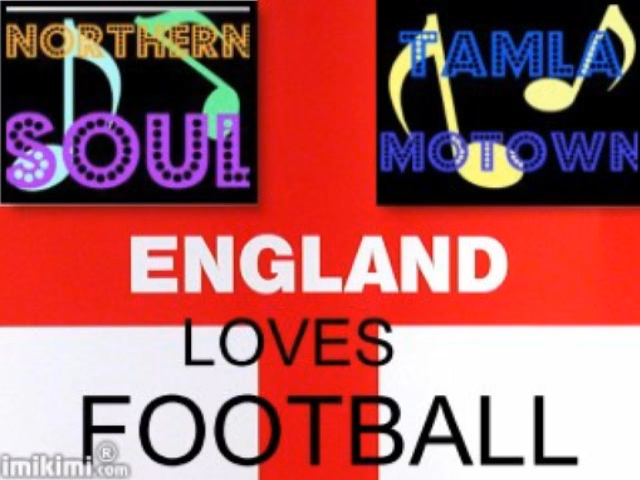 NORTHERN
SOUL
TAMLA
MOTOWN
ENGLAND
LOVES
FOOTBALL
imikimi®.com